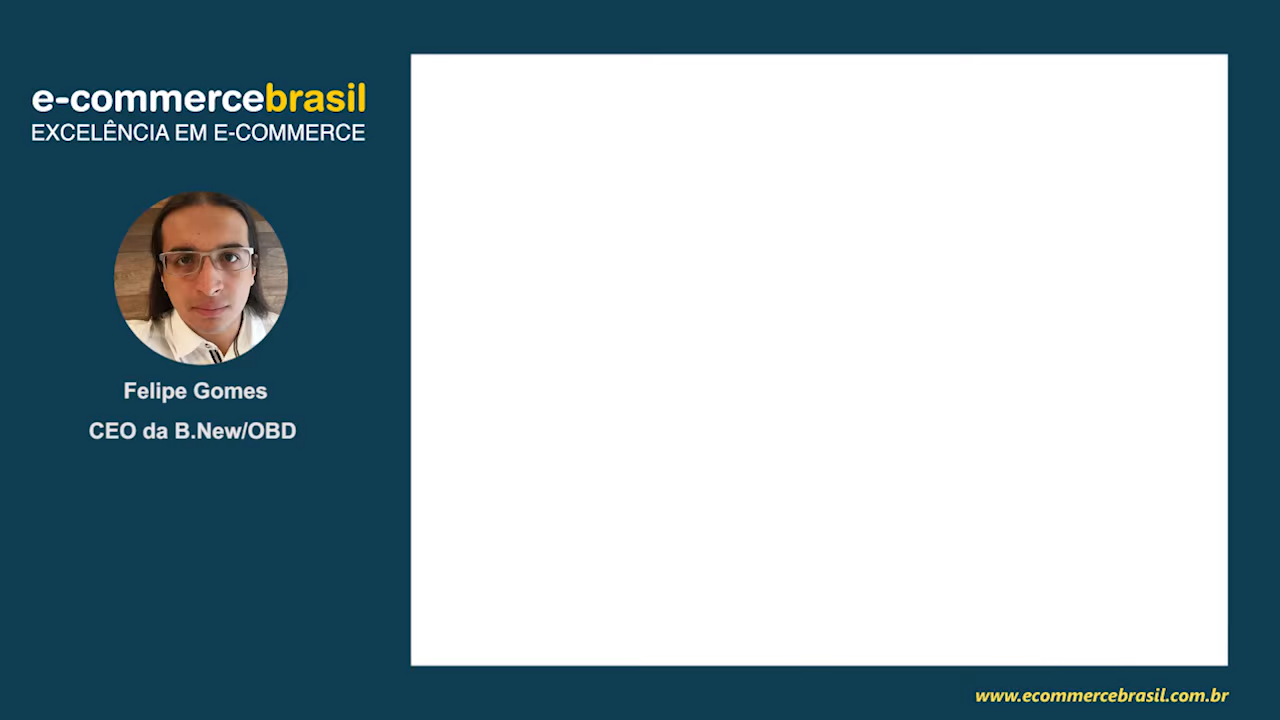 e-commercebrasil
EXCELÊNCIA EM E-COMMERCE
Felipe Gomes
CEO da B.New/OBD
www.ecommercebrasil.com.br